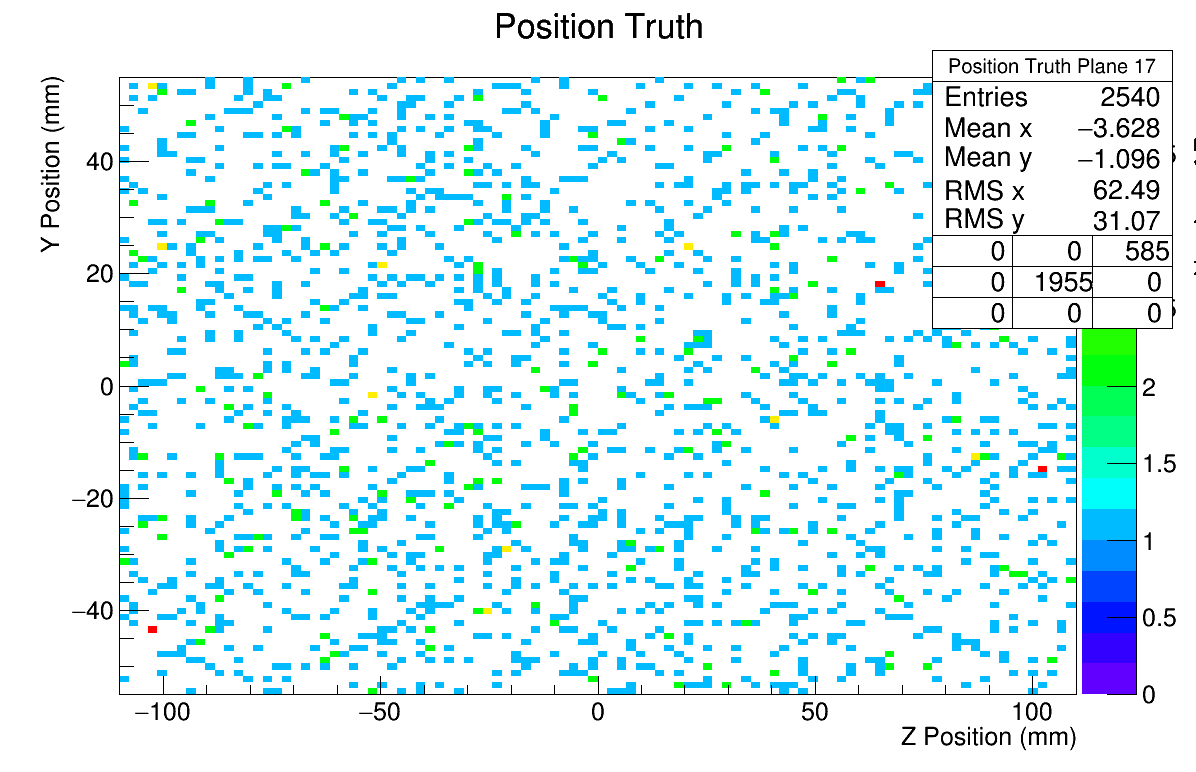 Position Truth
Position Truth Plane 17
Entries 2540
Mean x −3.628
Mean y −1.096
RMS x 62.49
RMS y 31.07
0 0 585
0 1955 0
0 0 0
Y Position (mm)
40
20
0
−20
−40
−100 −50 0 50 100
Z Position (mm)
2
1.5
1
0.5
0